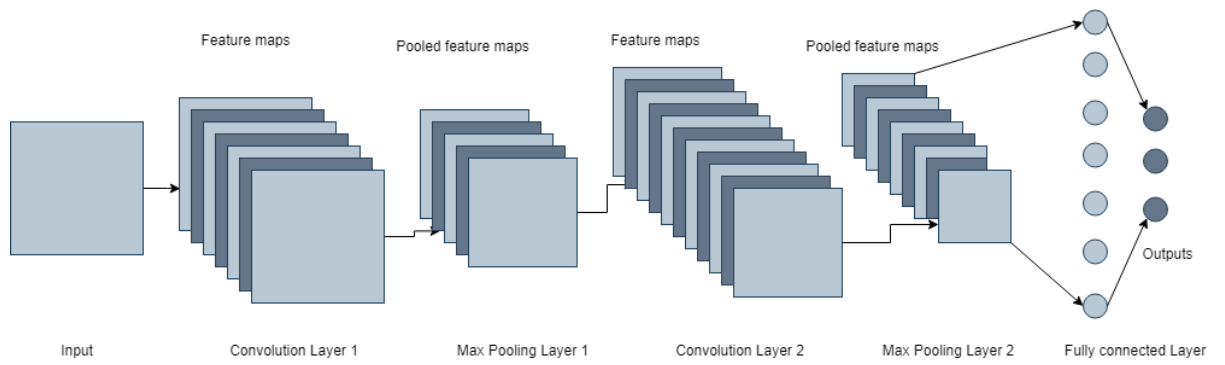 Feature maps
Pooled feature maps
Feature maps
Pooled feature maps
Outputs
Input
Convolution Layer 1
Max Pooling Layer 1
Convolution Layer 2
Max Pooling Layer 2
Fully connected Layer